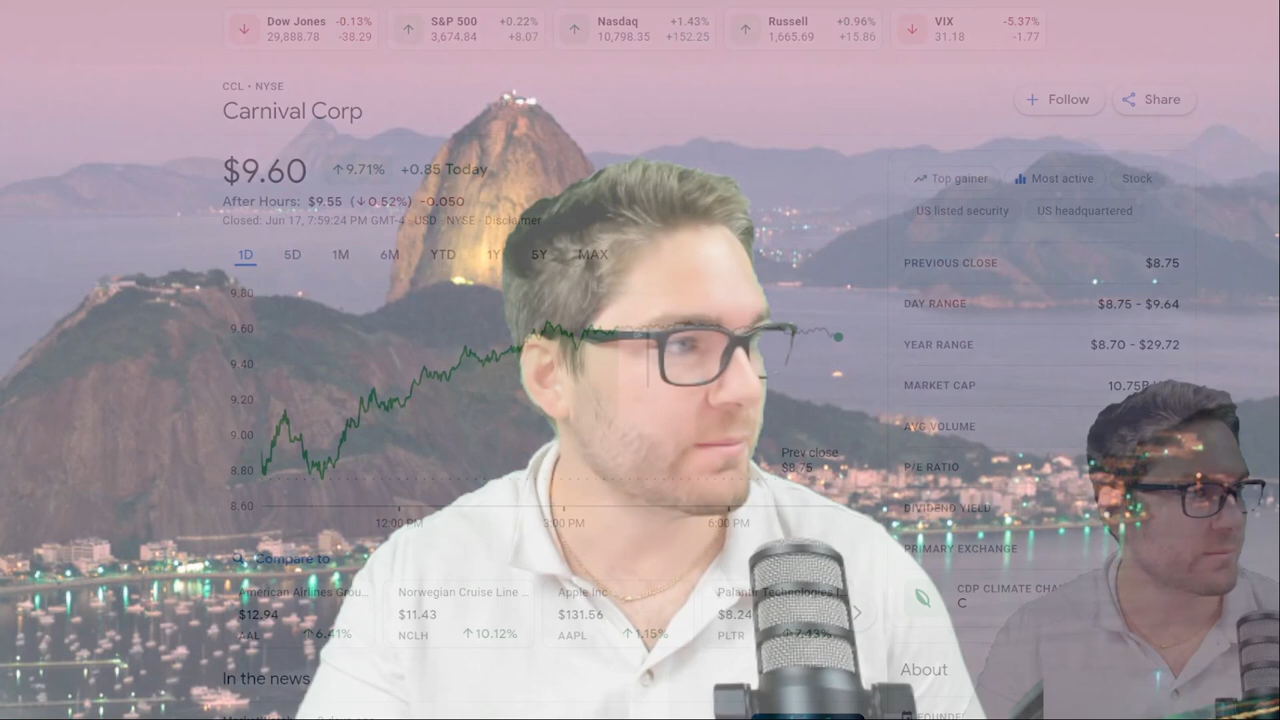 Dow Jones -0.13%
29,888.78 -38.29
S&P 500 +0.22%
3,674.84 +8.07
Nasdaq +1.43%
10,798.35 +152.25
Russell +0.96%
1,665.69 +15.86
VIX -5.37%
31.18 -1.77
CCL • NYSE
Carnival Corp
Follow
Share
$9.60 ↑9.71% +0.85 Today
After Hours: $9.55 (↓0.52%) -0.050
Closed: Jun 17, 7:59:24 PM GMT-4 · USD · NYSE · Disclaimer
1D 5D 1M 6M YTD 1Y 5Y MAX
9.80
9.60
9.40
9.20
9.00
8.80
8.60
Prev close
$8.75
12:00 PM 3:00 PM 6:00 PM
Top gainer
Most active
Stock
US listed security
US headquartered
PREVIOUS CLOSE $8.75
DAY RANGE $8.75 - $9.64
YEAR RANGE $8.70 - $29.72
MARKET CAP 10.75B
AVG VOLUME
P/E RATIO
DIVIDEND YIELD
PRIMARY EXCHANGE
CDP CLIMATE CHA
C
Compare to
American Airlines Grou...
$12.94
AAL ↑6.41%
Norwegian Cruise Line ...
$11.43
NCLH ↑10.12%
Apple Inc
$131.56
AAPL ↑1.15%
Palantir Technologies I
$8.24
PLTR ↑7.43%
In the news
About